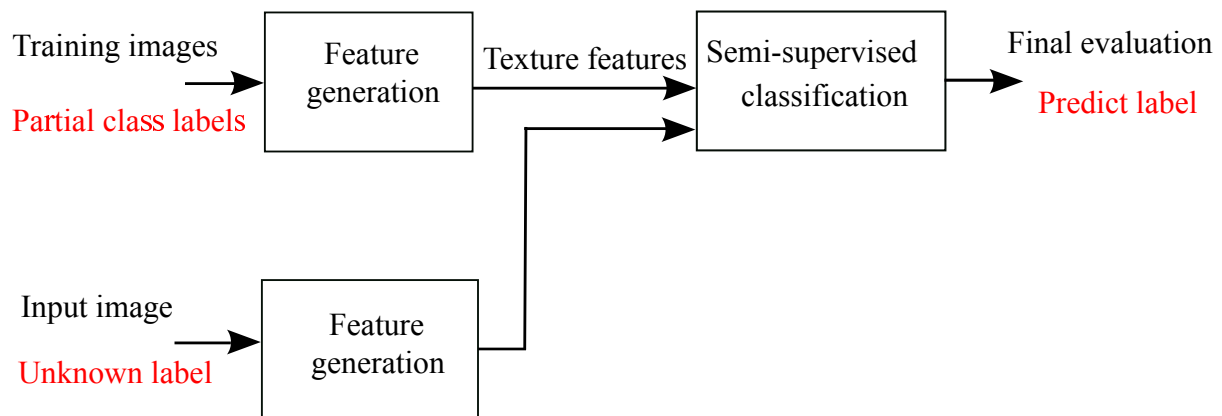 Training images
Partial class labels
Feature
generation
Texture features
Semi-supervised
classification
Final evaluation
Predict label
Input image
Unknown label
Feature
generation